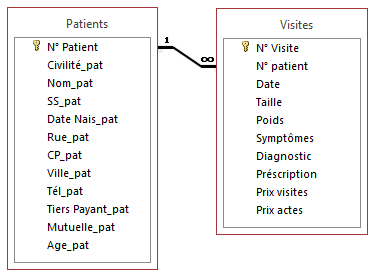 Patients
N° Patient
Civilité_pat
Nom_pat
SS_pat
Date Nais_pat
Rue_pat
CP_pat
Ville_pat
Tél_pat
Tiers Payant_pat
Mutuelle_pat
Age_pat
1
∞
Visites
N° Visite
N° patient
Date
Taille
Poids
Symptômes
Diagnostic
Préscription
Prix visites
Prix actes